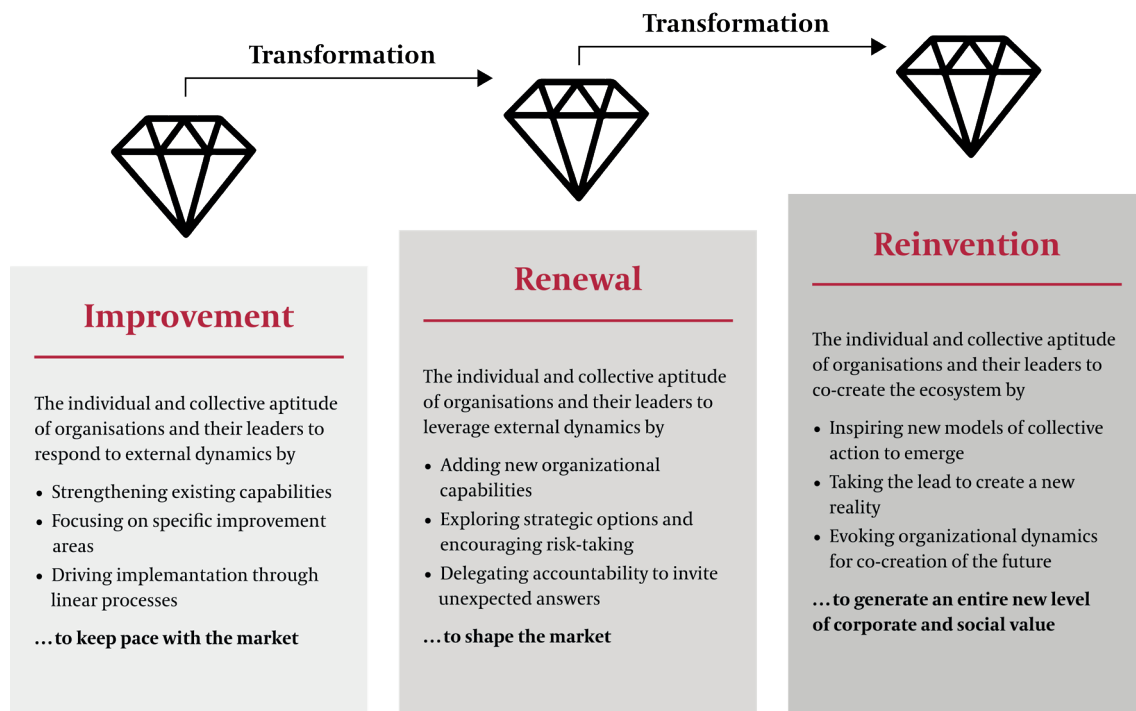 Transformation
Transformation
Improvement
The individual and collective aptitude
of organisations and their leaders to
respond to external dynamics by
• Strengthening existing capabilities
• Focusing on specific improvement
areas
• Driving implemantation through
linear processes
...to keep pace with the market
Renewal
The individual and collective aptitude
of organisations and their leaders to
leverage external dynamics by
• Adding new organizational
capabilities
• Exploring strategic options and
encouraging risk-taking
• Delegating accountability to invite
unexpected answers
...to shape the market
Reinvention
The individual and collective aptitude
of organisations and their leaders to
co-create the ecosystem by
• Inspiring new models of collective
action to emerge
• Taking the lead to create a new
reality
• Evoking organizational dynamics
for co-creation of the future
...to generate an entire new level
of corporate and social value